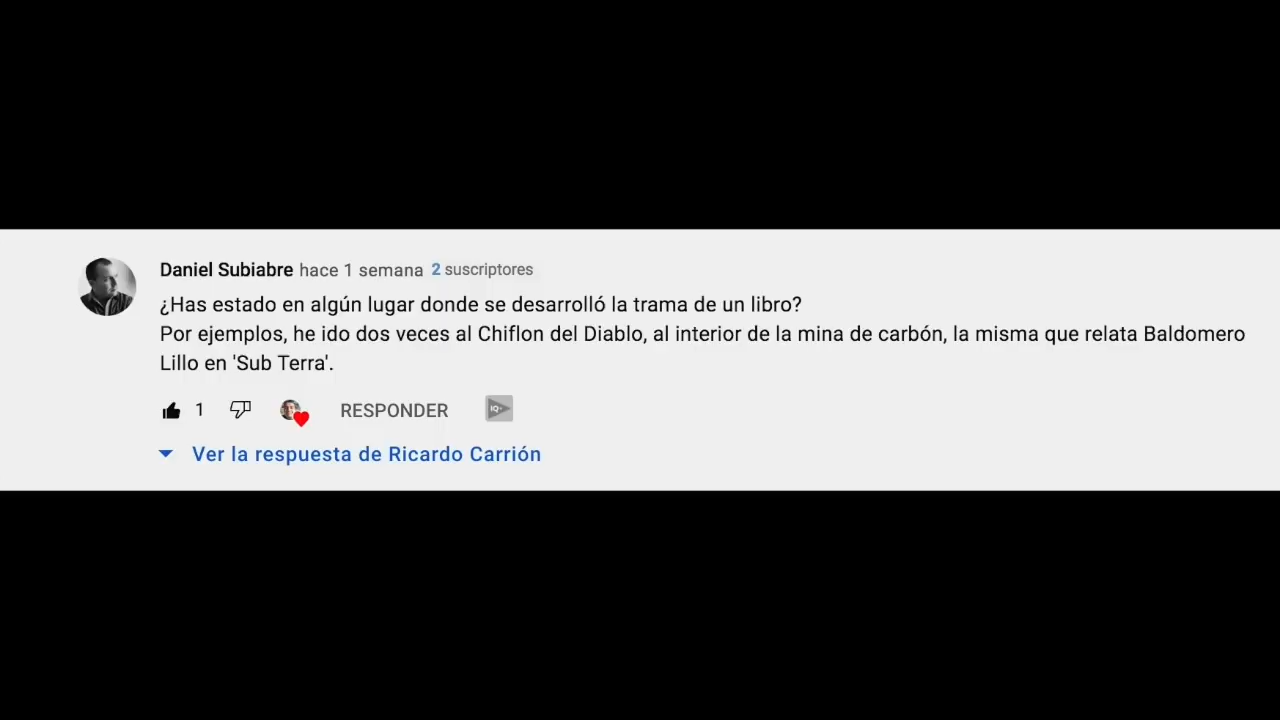 Daniel Subiabre hace 1 semana 2 suscriptores
¿Has estado en algún lugar donde se desarrolló la trama de un libro?
Por ejemplos, he ido dos veces al Chiflon del Diablo, al interior de la mina de carbón, la misma que relata Baldomero
Lillo en 'Sub Terra'.
1 RESPONDER IQ+
Ver la respuesta de Ricardo Carrión